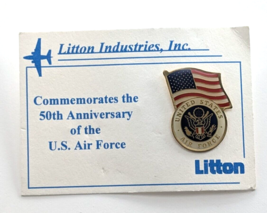 Litton Industries, Inc.
Commemorates the
50th Anniversary
of the
U.S. Air Force
UNITED STATES
AIR FORCE
Litton